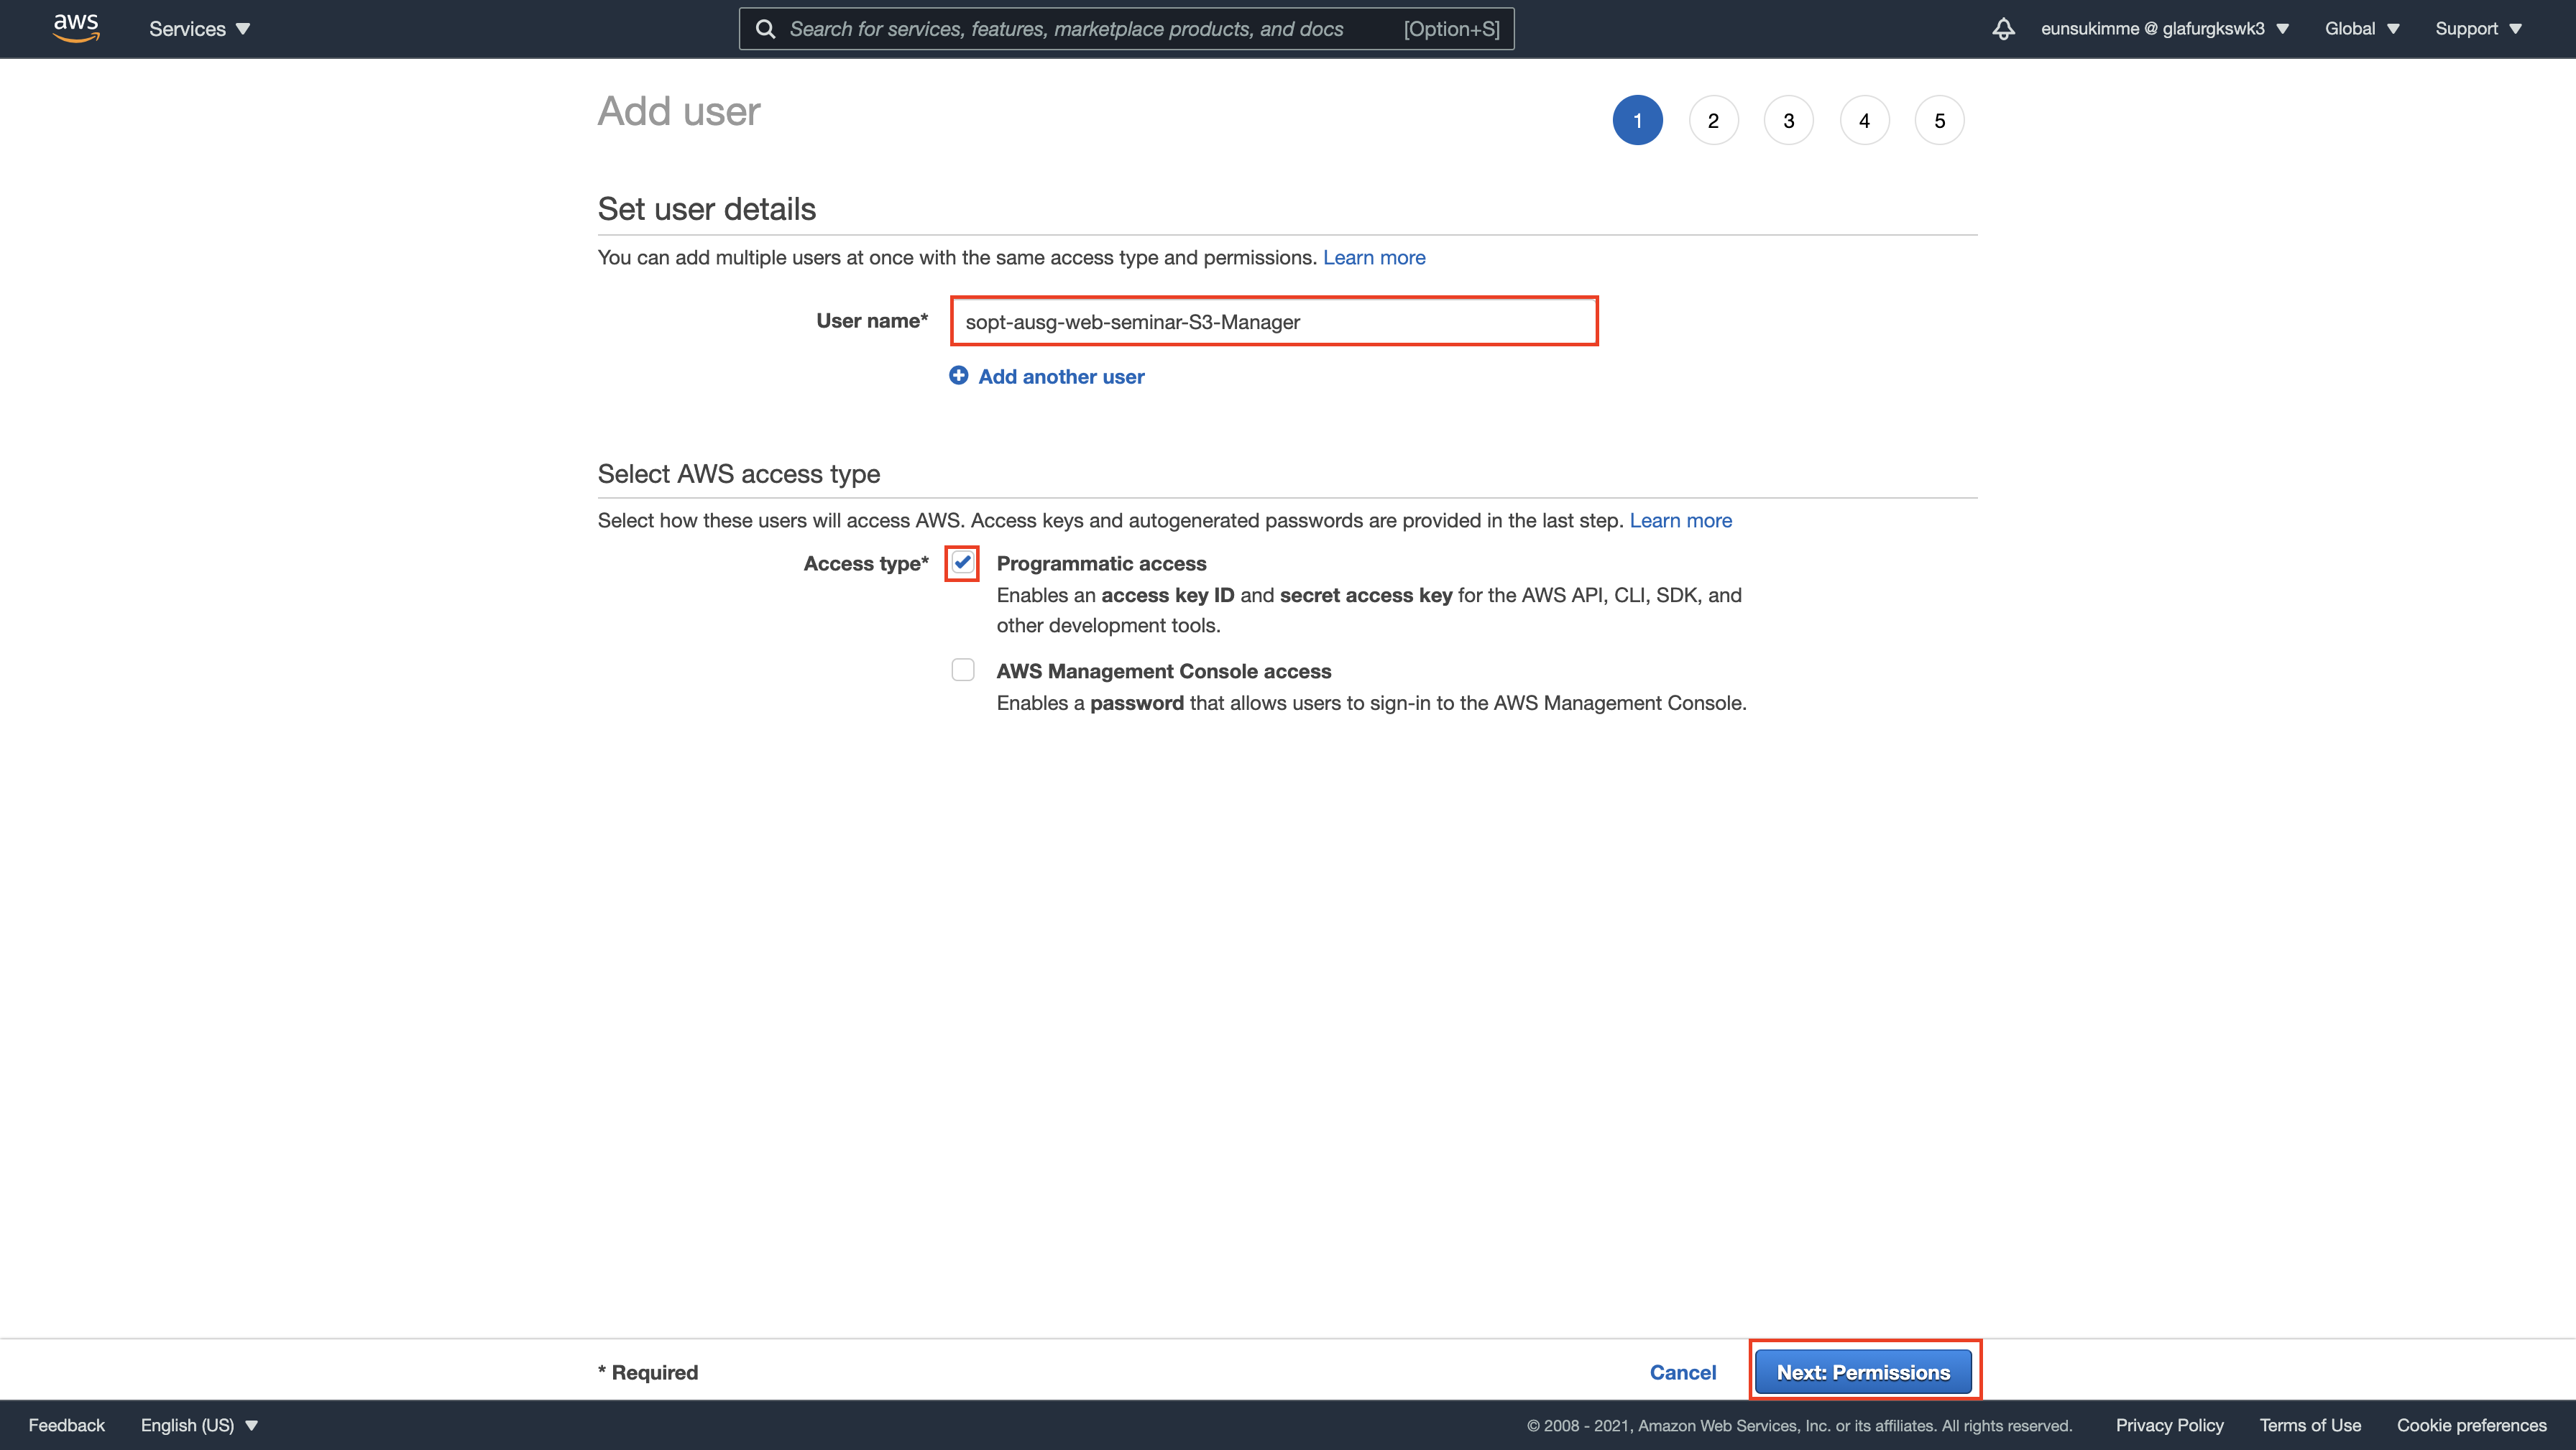 aws
Services
Search for services, features, marketplace products, and docs [Option+S]
eunsukimme @ glafurgkswk3
Global
Support
Add user
1 2 3 4 5
Set user details
You can add multiple users at once with the same access type and permissions. Learn more
User name* sopt-ausg-web-seminar-S3-Manager
Add another user
Select AWS access type
Select how these users will access AWS. Access keys and autogenerated passwords are provided in the last step. Learn more
Access type* Programmatic access
Enables an access key ID and secret access key for the AWS API, CLI, SDK, and
other development tools.
AWS Management Console access
Enables a password that allows users to sign-in to the AWS Management Console.
* Required
Cancel
Next: Permissions
Feedback
English (US)
© 2008 - 2021, Amazon Web Services, Inc. or its affiliates. All rights reserved.
Privacy Policy
Terms of Use
Cookie preferences